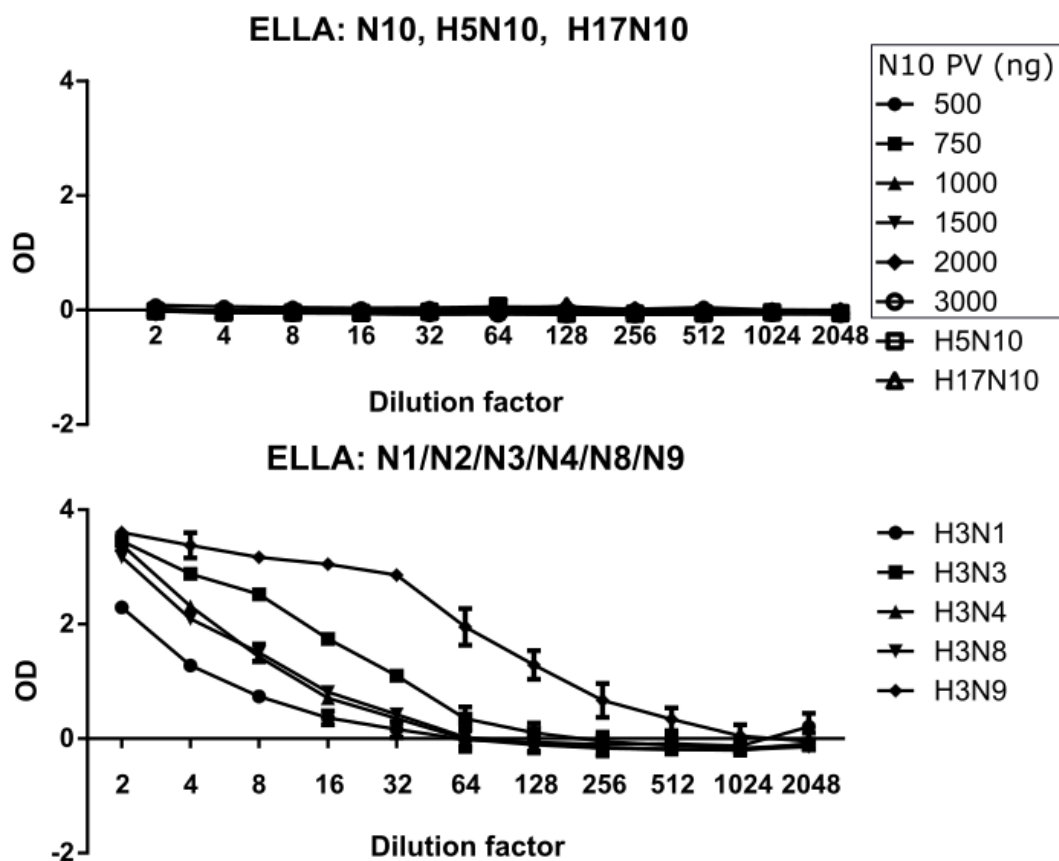 ELLA: N10, H5N10, H17N10
N10 PV (ng)
500
750
1000
1500
2000
3000
H5N10
H17N10
OD
4
2
0
-2
2 4 8 16 32 64 128 256 512 1024 2048
Dilution factor
ELLA: N1/N2/N3/N4/N8/N9
H3N1
H3N3
H3N4
H3N8
H3N9
OD
4
2
0
-2
2 4 8 16 32 64 128 256 512 1024 2048
Dilution factor